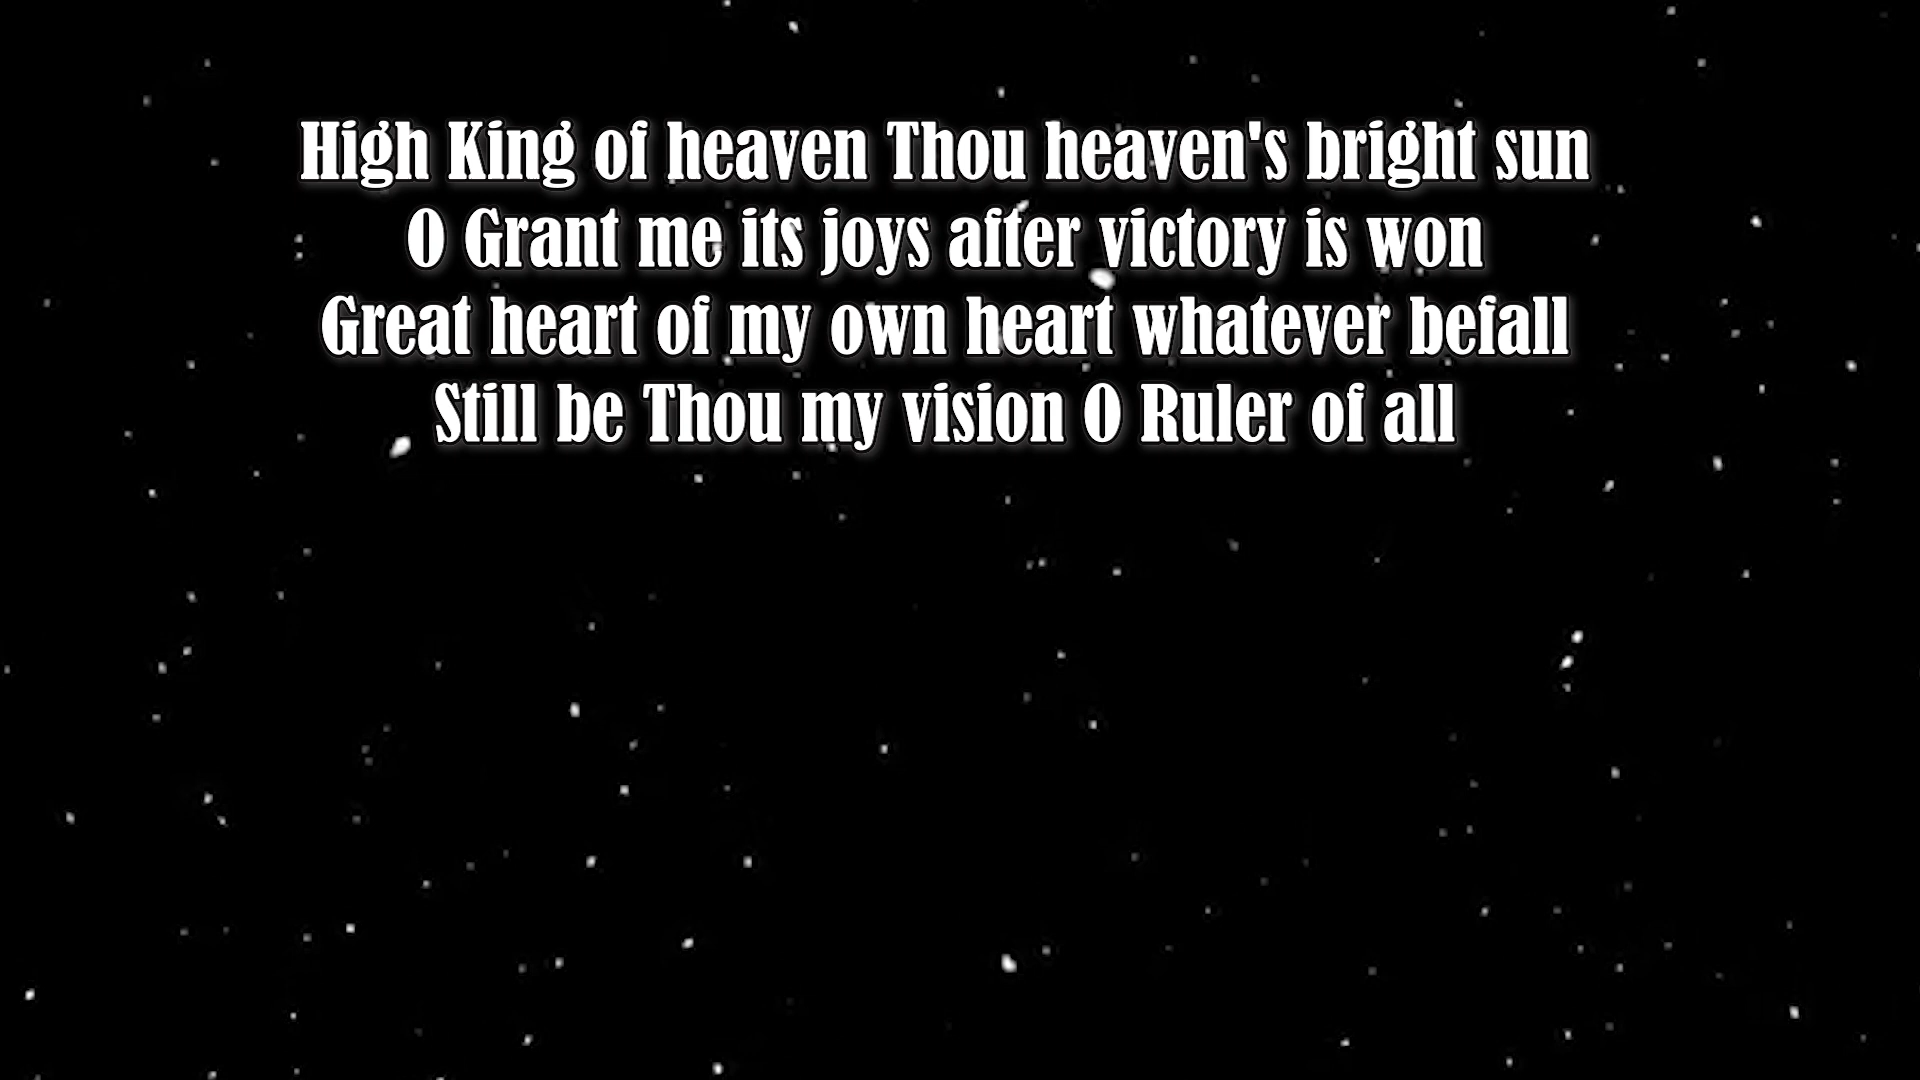 High King of heaven Thou heaven's bright sun
O Grant me its joys after victory is won
Great heart of my own heart whatever befall
Still be Thou my vision O Ruler of all